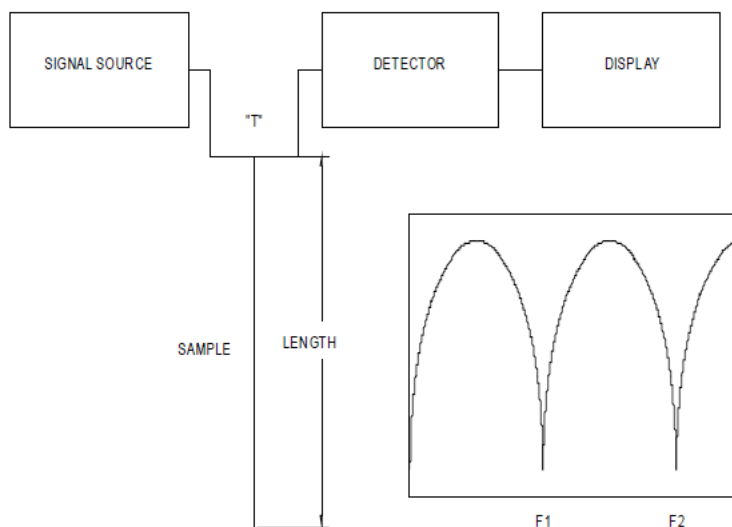 SIGNAL SOURCE
DETECTOR
DISPLAY
"T"
SAMPLE
LENGTH
F1
F2